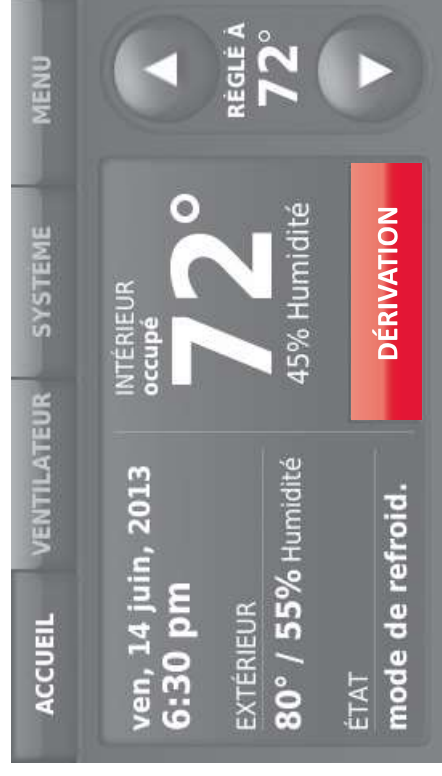 ACCUEIL
VENTILATEUR
SYSTEME
MENU
ven, 14 juin, 2013
6:30 pm
EXTÉRIEUR
80° / 55% Humidité
ÉTAT
mode de refroid.
INTÉRIEUR
occupé
72°
45% Humidité
DÉRIVATION
RÈGLÈ À
72°